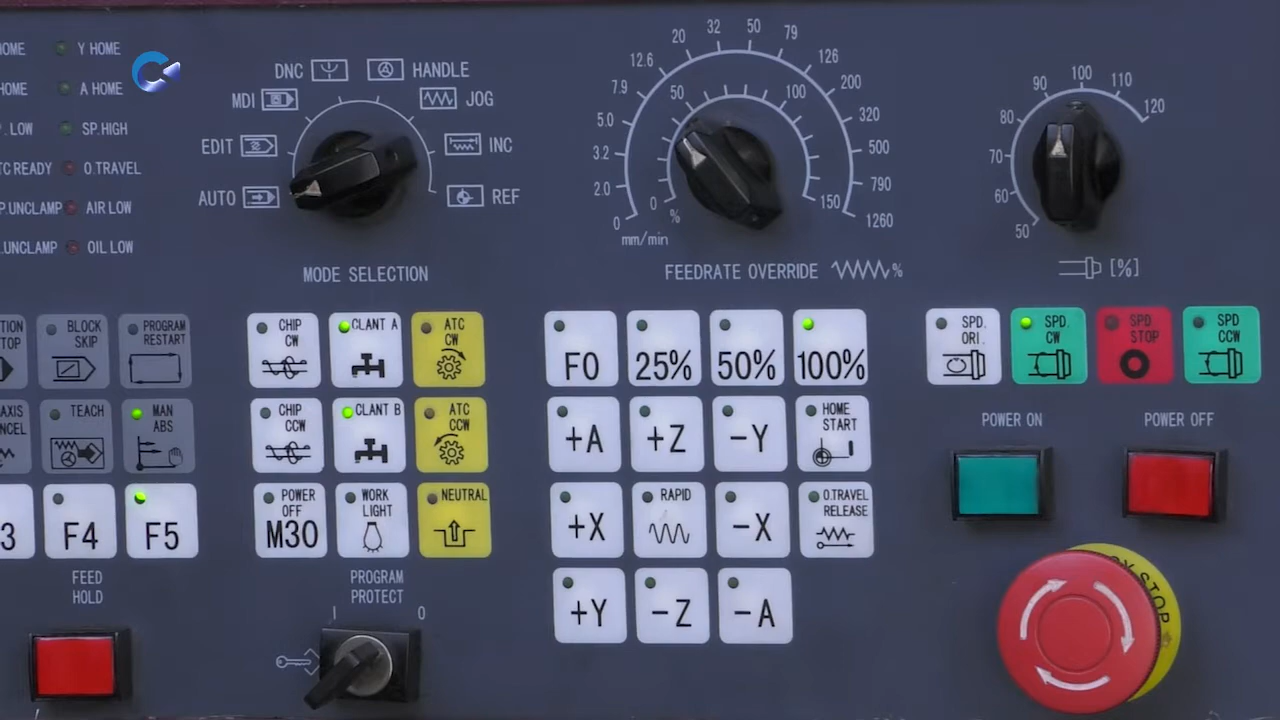 Y HOME
A HOME
SP.HIGH
O.TRAVEL
AIR LOW
OIL LOW
HOME
HOME
LOW
READY
UNCLAMP
UNCLAMP
DNC
HANDLE
MDI
JOG
EDIT
INC
AUTO
REF
MODE SELECTION
0
2.0
3.2
5.0
7.9
12.6
20
32
50
79
126
200
320
500
790
1260
mm/min
0
50
100
150
%
FEEDRATE OVERRIDE %
50
60
70
80
90
100
110
120
[%]
BLOCK
SKIP
PROGRAM
RESTART
CHIP
CW
CLANT A
ATC
CW
F0
25%
50%
100%
SPD.
ORI.
SPD.
CW
SPD
STOP
SPD
CCW
TEACH
MAN
ABS
CHIP
CCW
CLANT B
ATC
CCW
+A
+Z
-Y
HOME
START
POWER ON
POWER OFF
3
F4
F5
POWER
OFF
M30
WORK
LIGHT
NEUTRAL
+X
RAPID
-X
O.TRAVEL
RELEASE
FEED
HOLD
PROGRAM
PROTECT
I
O
+Y
-Z
-A
STOP